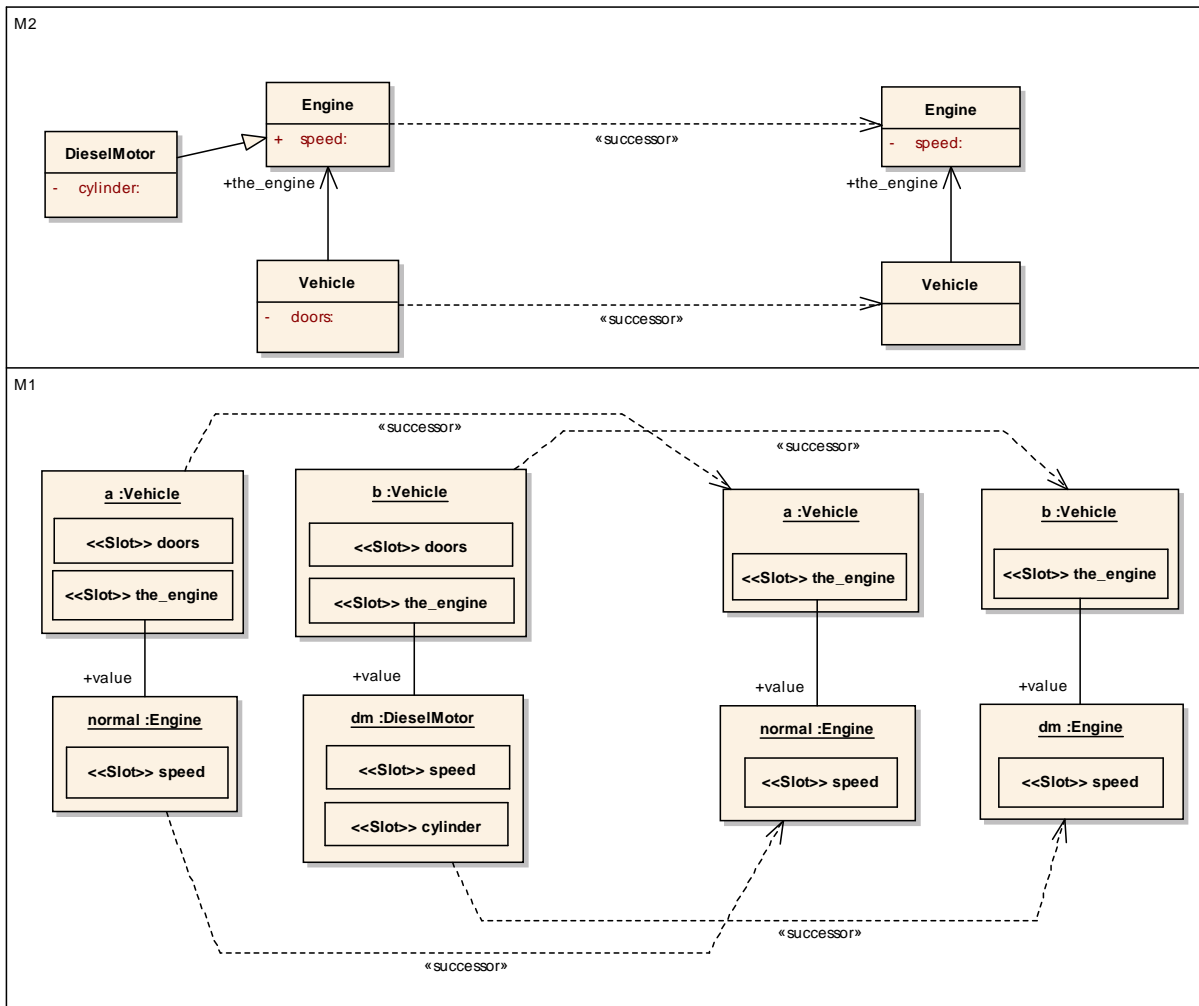 M2
Engine
+ speed:
Engine
- speed:
«successor»
DieselMotor
- cylinder:
+the_engine
+the_engine
Vehicle
- doors:
Vehicle
«successor»
M1
«successor»
«successor»
a :Vehicle
<<Slot>> doors
<<Slot>> the_engine
b :Vehicle
<<Slot>> doors
<<Slot>> the_engine
a :Vehicle
<<Slot>> the_engine
b :Vehicle
<<Slot>> the_engine
+value
+value
+value
+value
normal :Engine
<<Slot>> speed
dm :DieselMotor
<<Slot>> speed
<<Slot>> cylinder
normal :Engine
<<Slot>> speed
dm :Engine
<<Slot>> speed
«successor»
«successor»